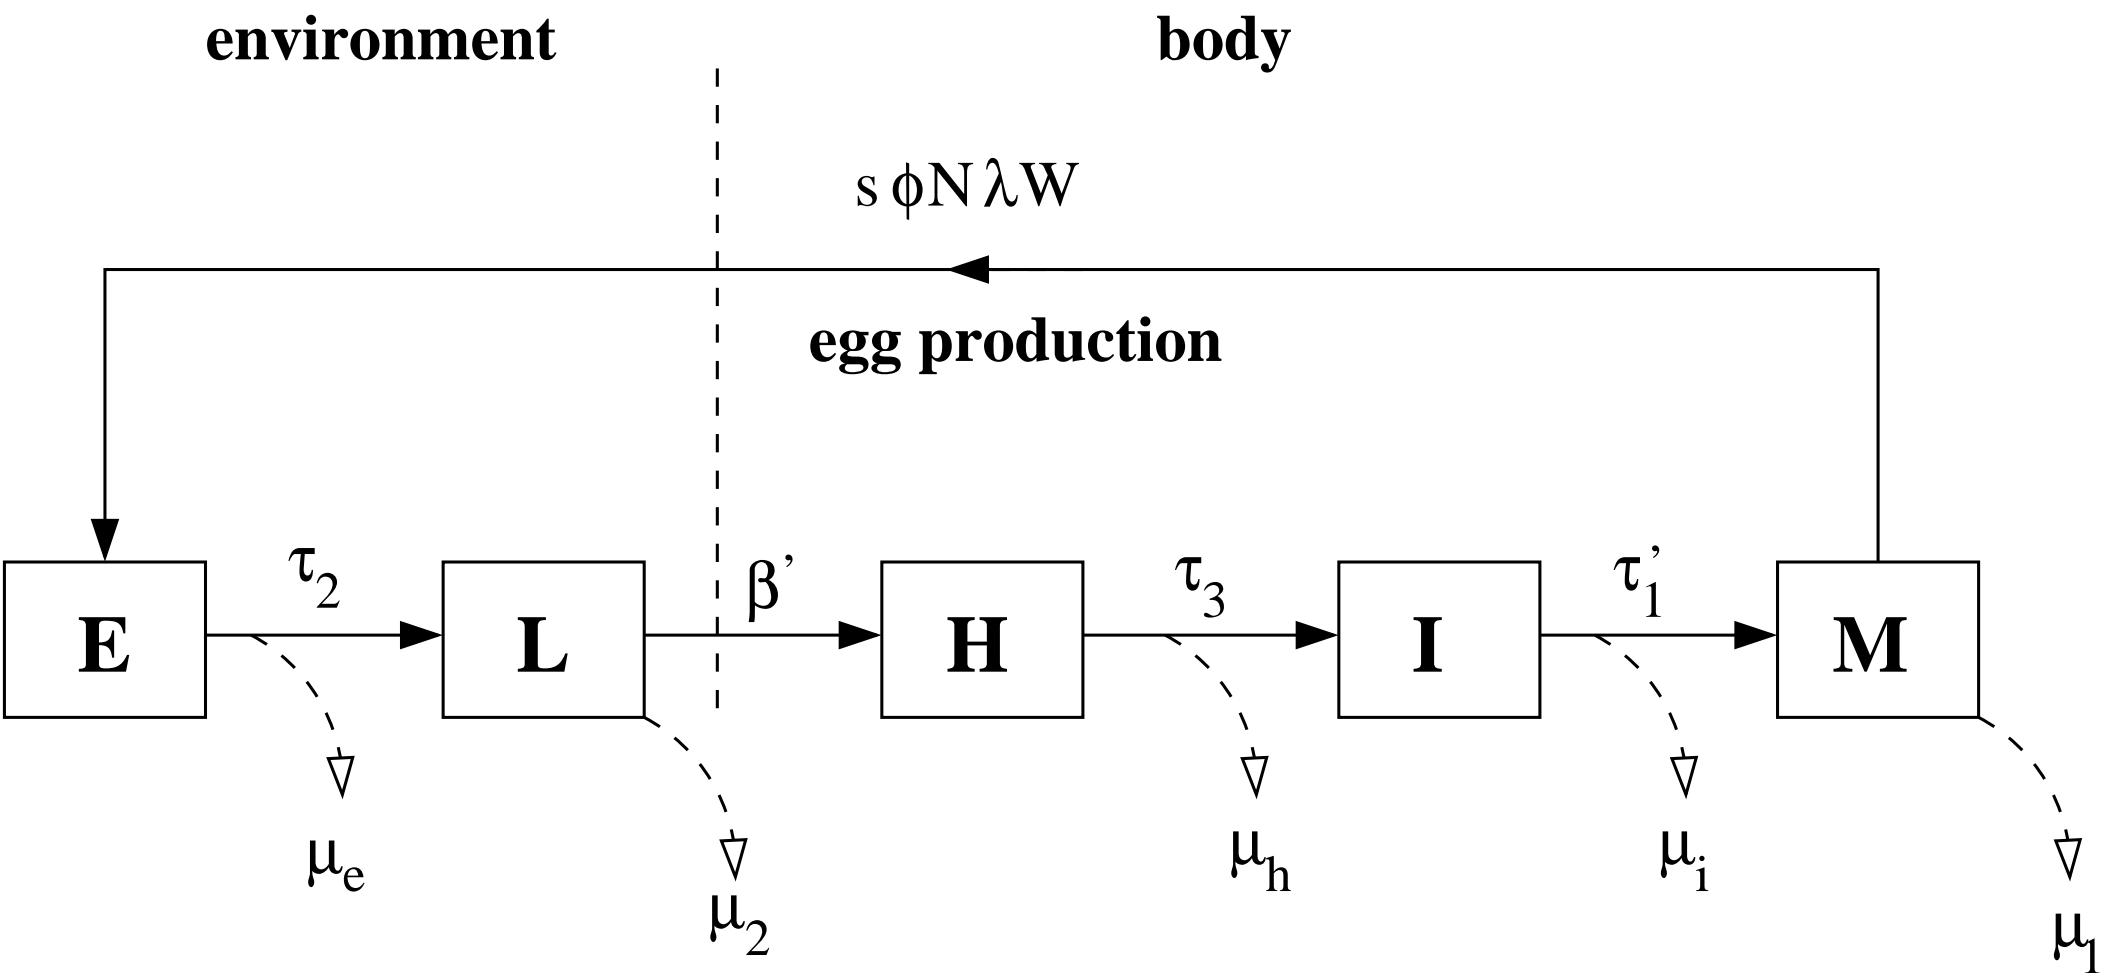 environment
body
s ϕN λW
egg production
τ2
β’
τ3
τ1’
E
L
H
I
M
μe
μ2
μh
μi
μ1